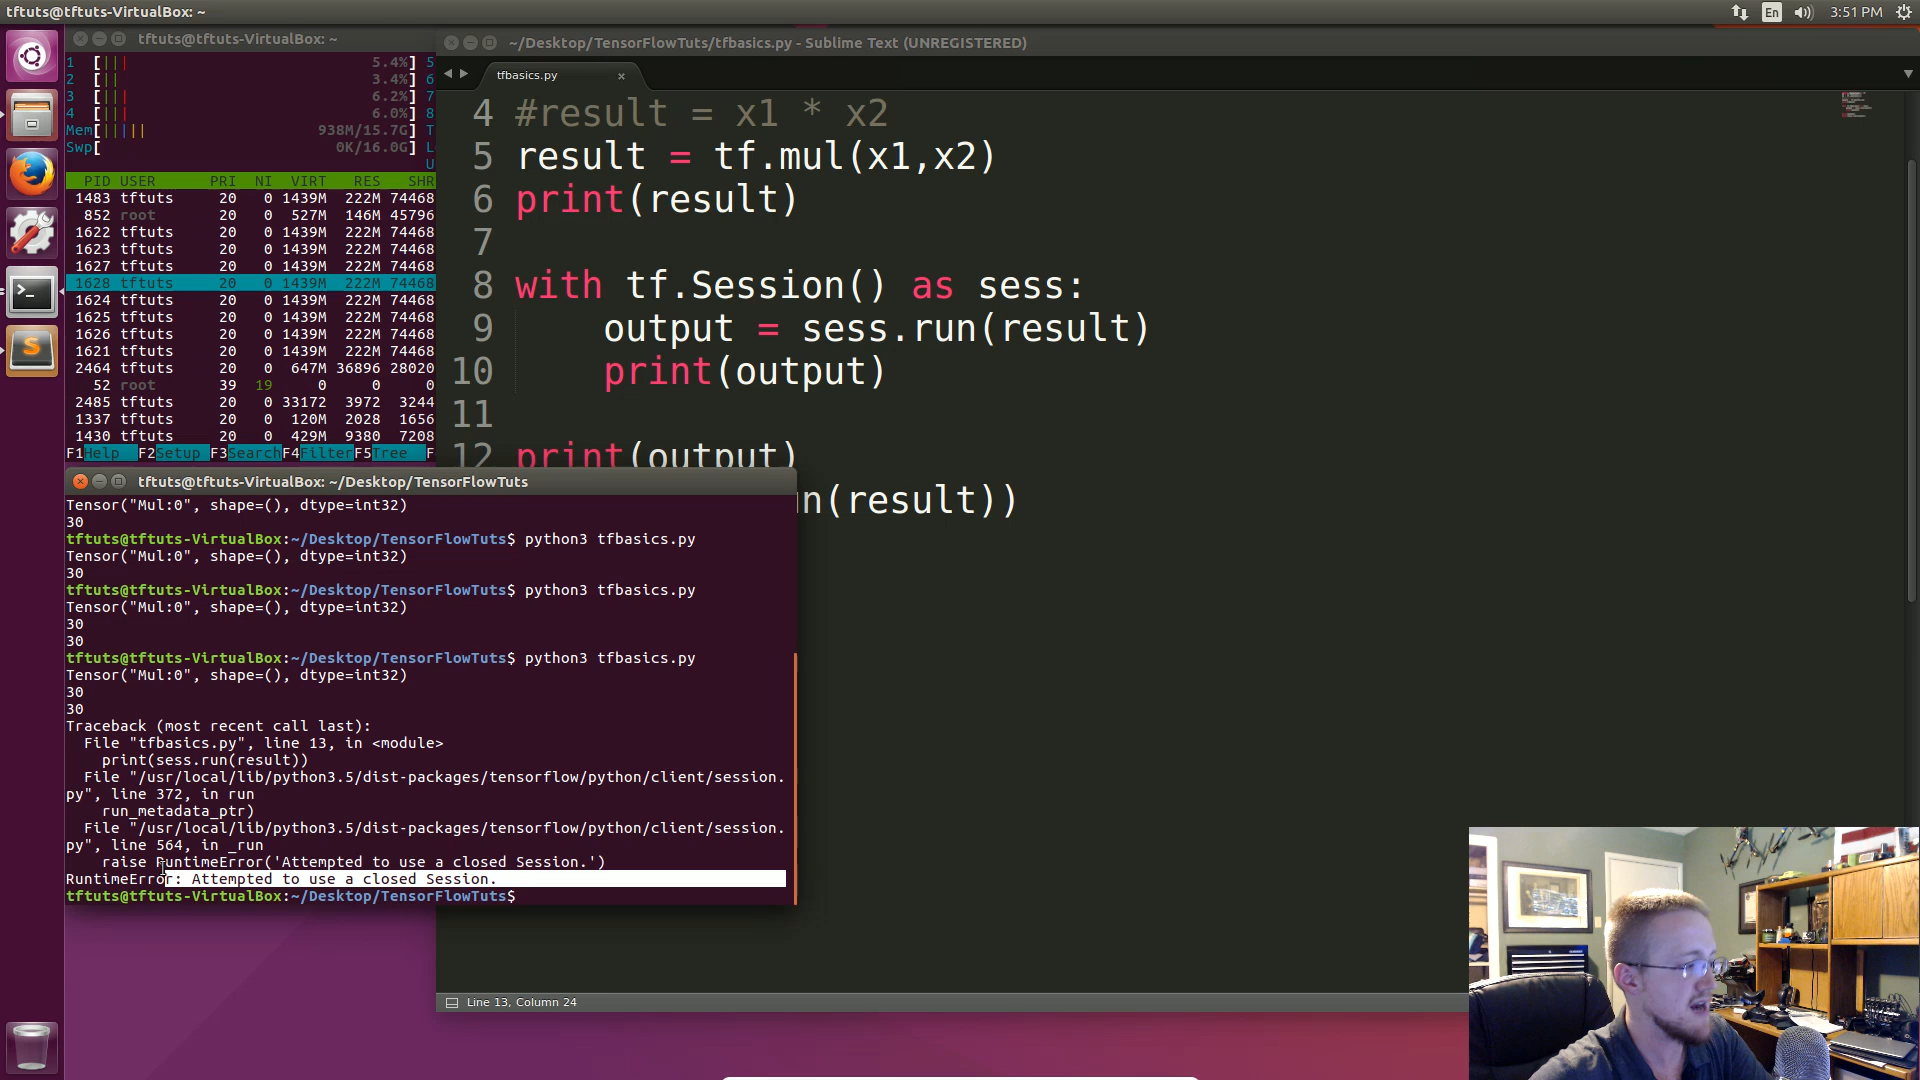 tftuts@tftuts-VirtualBox: ~
En
3:51 PM
tftuts@tftuts-VirtualBox: ~
1 [||| 5.4%] 5
2 [|| 3.4%] 6
3 [||| 6.2%] 7
4 [||| 6.0%] 8
Mem[||||| 938M/15.7G] T
Swp[ 0K/16.0G] L
U
PID USER PRI NI VIRT RES SHR
1483 tftuts 20 0 1439M 222M 74468
852 root 20 0 527M 146M 45796
1622 tftuts 20 0 1439M 222M 74468
1623 tftuts 20 0 1439M 222M 74468
1627 tftuts 20 0 1439M 222M 74468
1628 tftuts 20 0 1439M 222M 74468
1624 tftuts 20 0 1439M 222M 74468
1625 tftuts 20 0 1439M 222M 74468
1626 tftuts 20 0 1439M 222M 74468
1621 tftuts 20 0 1439M 222M 74468
2464 tftuts 20 0 647M 36896 28020
52 root 39 19 0 0 0
2485 tftuts 20 0 33172 3972 3244
1337 tftuts 20 0 120M 2028 1656
1430 tftuts 20 0 429M 9380 7208
F1Help F2Setup F3Search F4Filter F5Tree F
~/Desktop/TensorFlowTuts/tfbasics.py - Sublime Text (UNREGISTERED)
tfbasics.py
4 #result = x1 * x2
5 result = tf.mul(x1,x2)
6 print(result)
7
8 with tf.Session() as sess:
9 output = sess.run(result)
10 print(output)
11
12 print(output)
n(result))
tftuts@tftuts-VirtualBox: ~/Desktop/TensorFlowTuts
Tensor("Mul:0", shape=(), dtype=int32)
30
tftuts@tftuts-VirtualBox:~/Desktop/TensorFlowTuts$ python3 tfbasics.py
Tensor("Mul:0", shape=(), dtype=int32)
30
tftuts@tftuts-VirtualBox:~/Desktop/TensorFlowTuts$ python3 tfbasics.py
Tensor("Mul:0", shape=(), dtype=int32)
30
30
tftuts@tftuts-VirtualBox:~/Desktop/TensorFlowTuts$ python3 tfbasics.py
Tensor("Mul:0", shape=(), dtype=int32)
30
30
Traceback (most recent call last):
File "tfbasics.py", line 13, in <module>
print(sess.run(result))
File "/usr/local/lib/python3.5/dist-packages/tensorflow/python/client/session.
py", line 372, in run
run_metadata_ptr)
File "/usr/local/lib/python3.5/dist-packages/tensorflow/python/client/session.
py", line 564, in _run
raise RuntimeError('Attempted to use a closed Session.')
RuntimeError: Attempted to use a closed Session.
tftuts@tftuts-VirtualBox:~/Desktop/TensorFlowTuts$
Line 13, Column 24